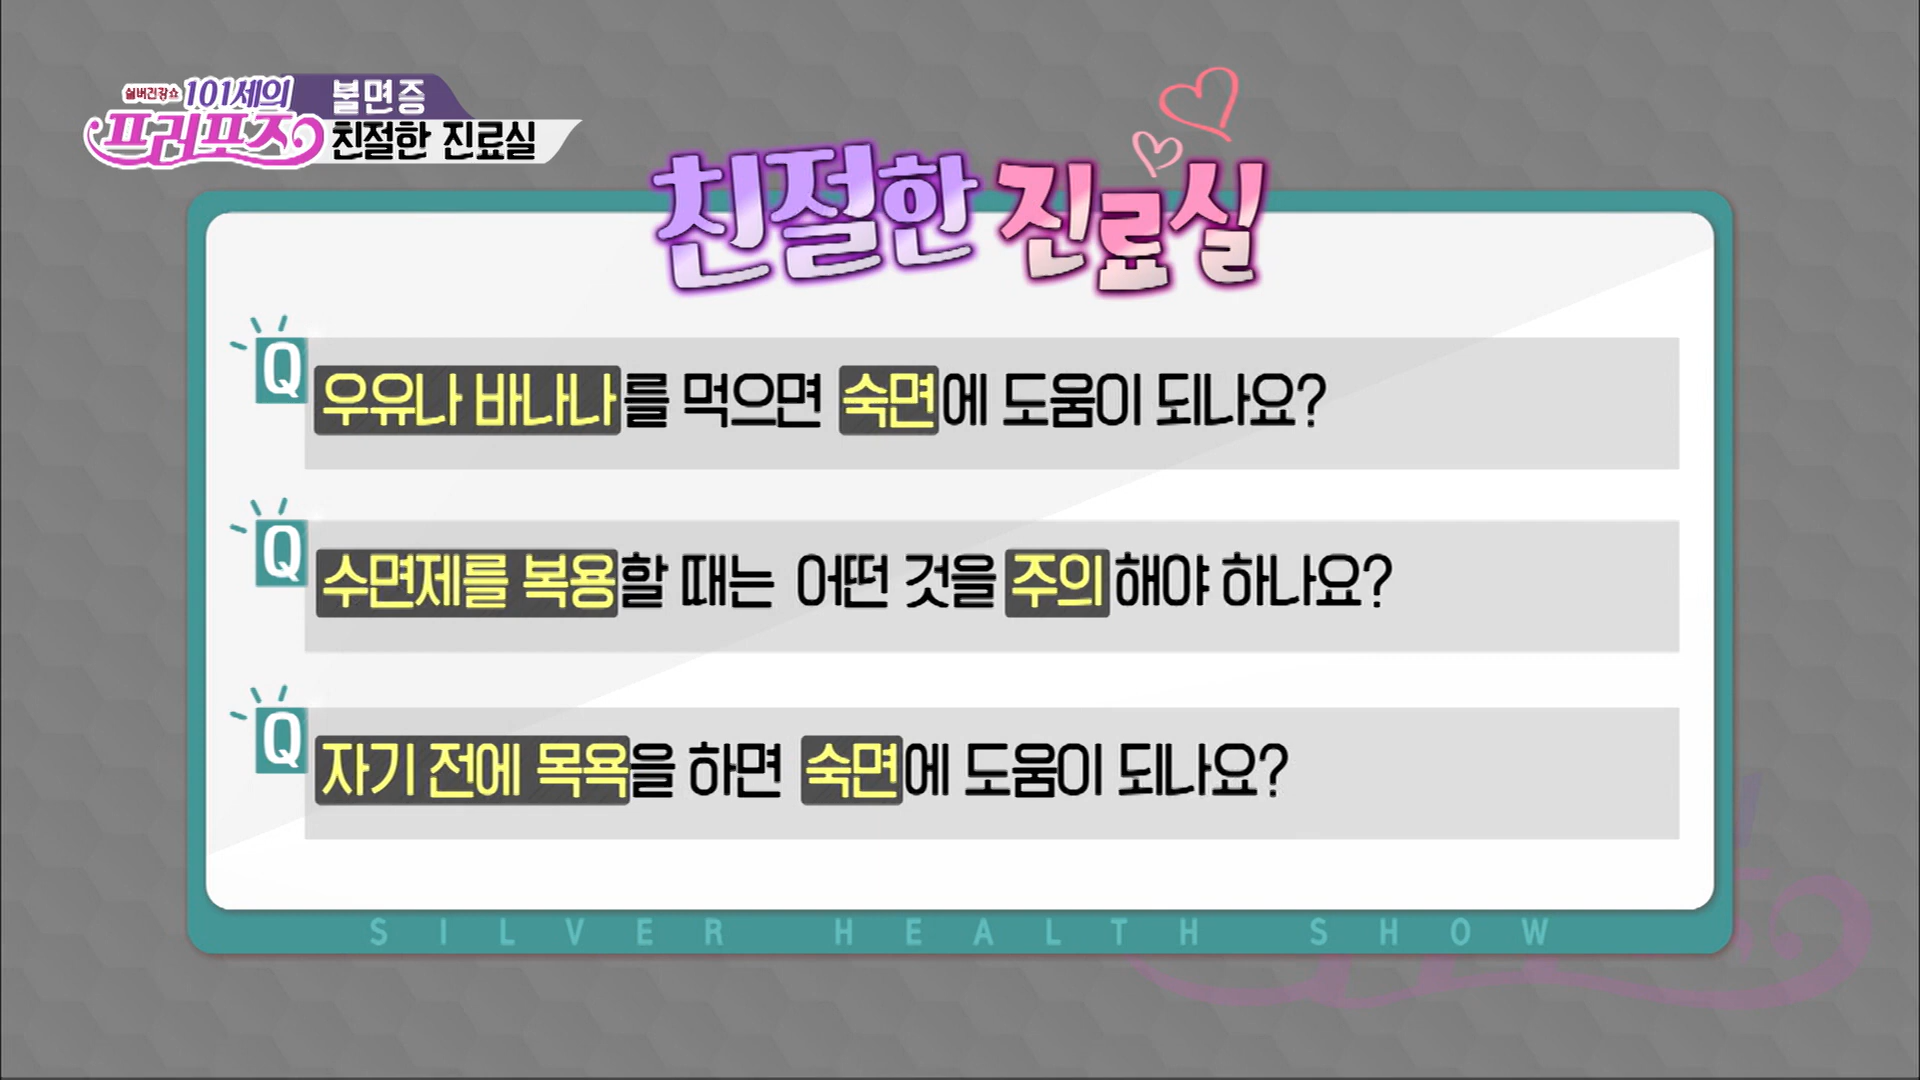 실버건강쇼 101세의
프러포즈
불면증
친절한 진료실
친절한 진료실
Q 우유나 바나나를 먹으면 숙면에 도움이 되나요?
Q 수면제를 복용할 때는 어떤 것을 주의해야 하나요?
Q 자기 전에 목욕을 하면 숙면에 도움이 되나요?
SILVER HEALTH SHOW